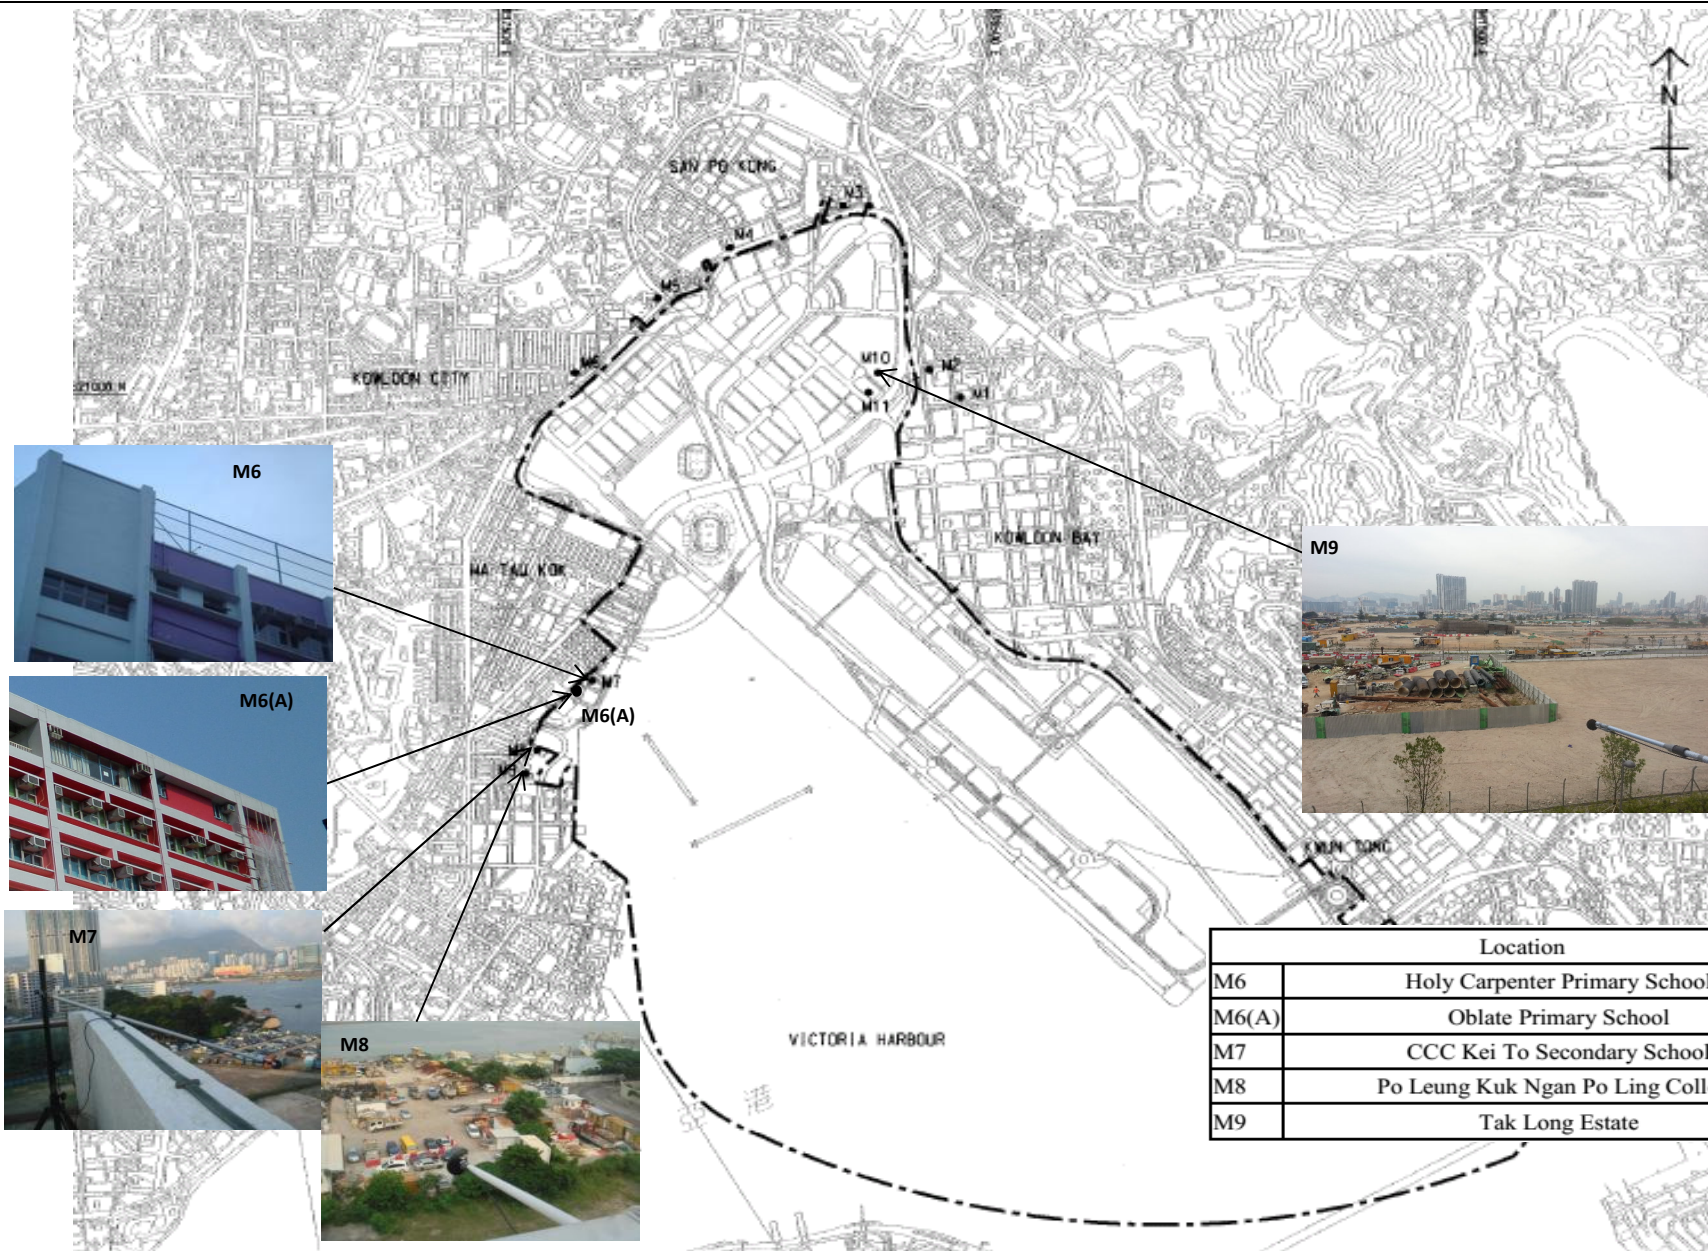 N
SAN PO KONG
M3
M4
M5
M6
KOWLOON CITY
M10
M2
M1
M11
M6
M9
KOWLOON BAY
MA TAU KOK
M7
M6(A)
M6(A)
KWUN TONG
M7
Location
M6 Holy Carpenter Primary School
M6(A) Oblate Primary School
M7 CCC Kei To Secondary School
M8 Po Leung Kuk Ngan Po Ling Coll
M9 Tak Long Estate
VICTORIA HARBOUR
M8
港